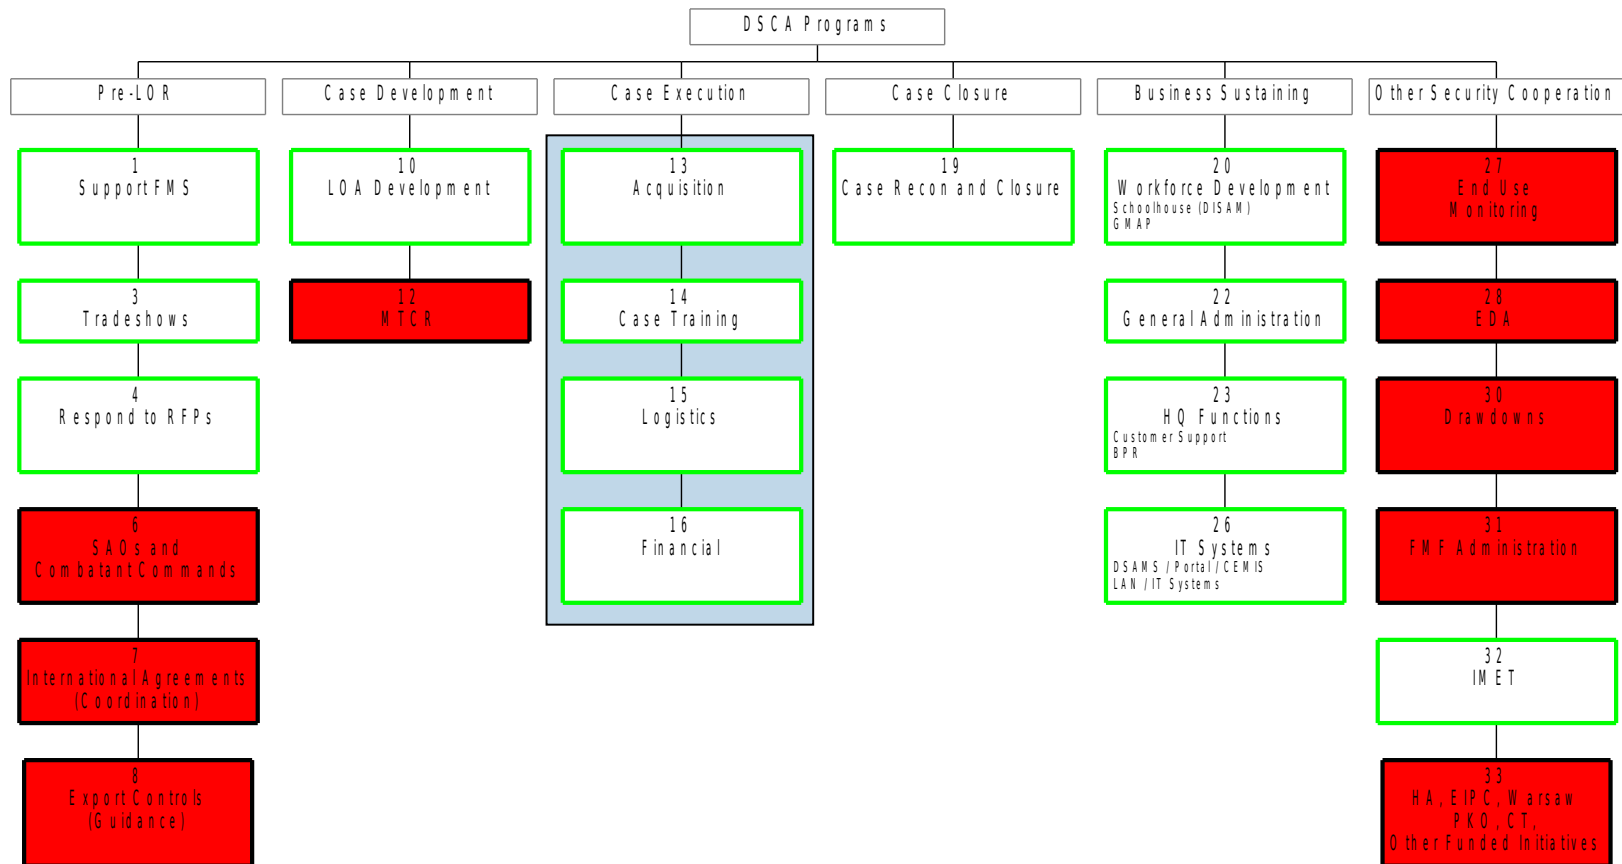 DSCA Programs
Pre-LOR
Case Development
Case Execution
Case Closure
Business Sustaining
Other Security Cooperation
1
Support FMS
3
Tradeshows
4
Respond to RFPs
6
SAOs and
Combatant Commands
7
International Agreements
(Coordination)
8
Export Controls
(Guidance)
10
LOA Development
12
MTCR
13
Acquisition
14
Case Training
15
Logistics
16
Financial
19
Case Recon and Closure
20
Workforce Development
Schoolhouse (DISAM)
GMAP
22
General Administration
23
HQ Functions
Customer Support
BPR
26
IT Systems
DSAMS / Portal / CEMIS
LAN / IT Systems
27
End Use
Monitoring
28
EDA
30
Drawdowns
31
FMF Administration
32
IMET
33
HA, EIPC, Warsaw
PKO, CT,
Other Funded Initiatives